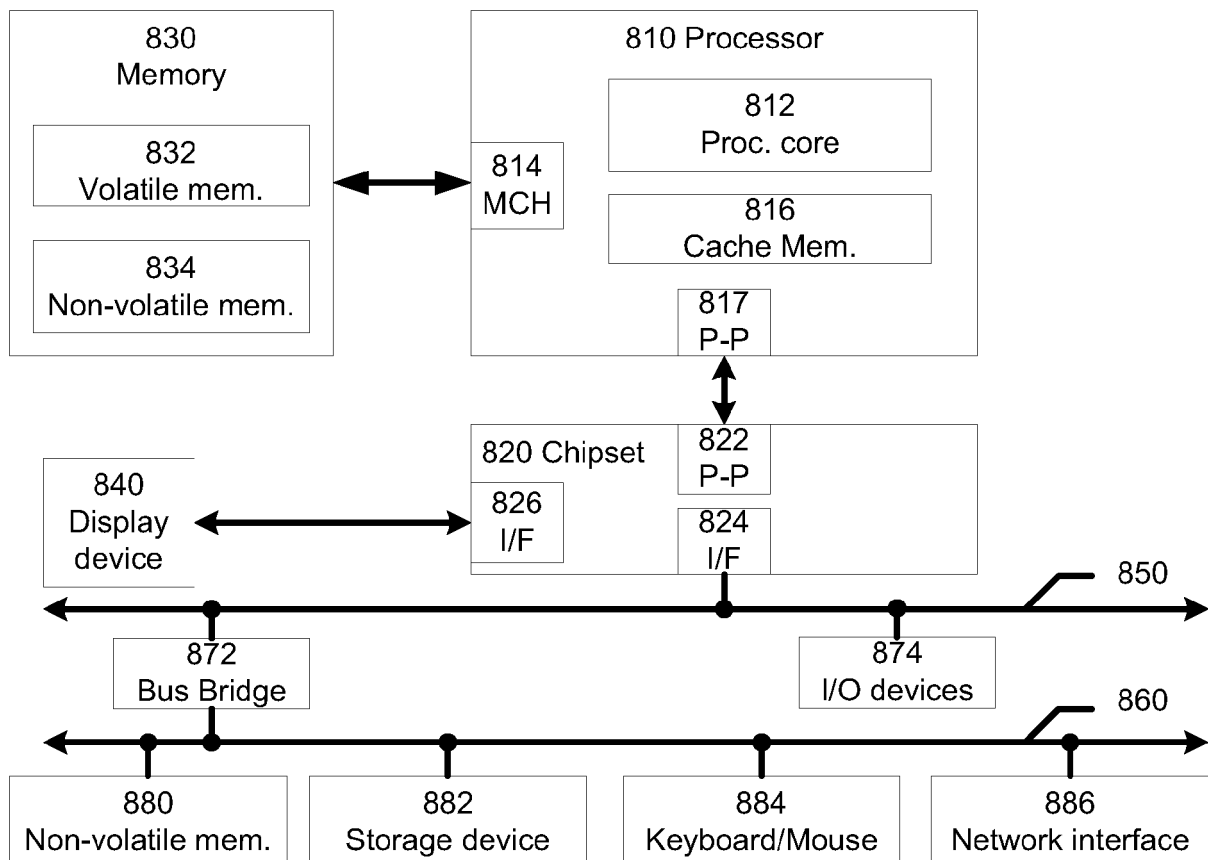 830
Memory
832
Volatile mem.
834
Non-volatile mem.
810 Processor
812
Proc. core
814
MCH
816
Cache Mem.
817
P-P
820 Chipset
822
P-P
826
I/F
824
I/F
840
Display
device
850
872
Bus Bridge
874
I/O devices
860
880
Non-volatile mem.
882
Storage device
884
Keyboard/Mouse
886
Network interface